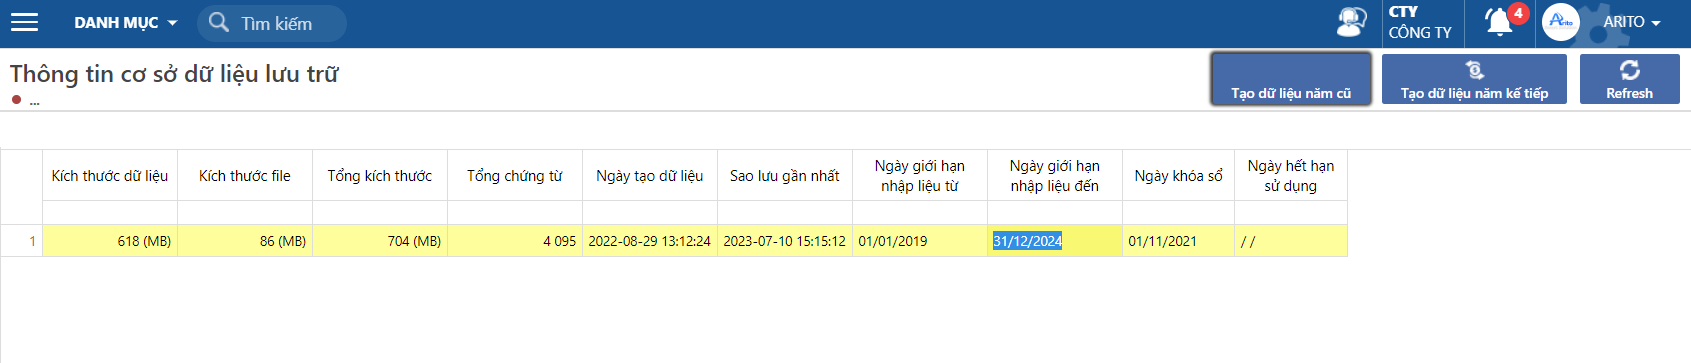 DANH MỤC
Tìm kiếm
CTY
CÔNG TY
4
Arito
ARITO
Thông tin cơ sở dữ liệu lưu trữ
...
Tạo dữ liệu năm cũ
Tạo dữ liệu năm kế tiếp
Refresh
Kích thước dữ liệu
Kích thước file
Tổng kích thước
Tổng chứng từ
Ngày tạo dữ liệu
Sao lưu gần nhất
Ngày giới hạn
nhập liệu từ
Ngày giới hạn
nhập liệu đến
Ngày khóa sổ
Ngày hết hạn
sử dụng
1 618 (MB) 86 (MB) 704 (MB) 4 095 2022-08-29 13:12:24 2023-07-10 15:15:12 01/01/2019 31/12/2024 01/11/2021 / /